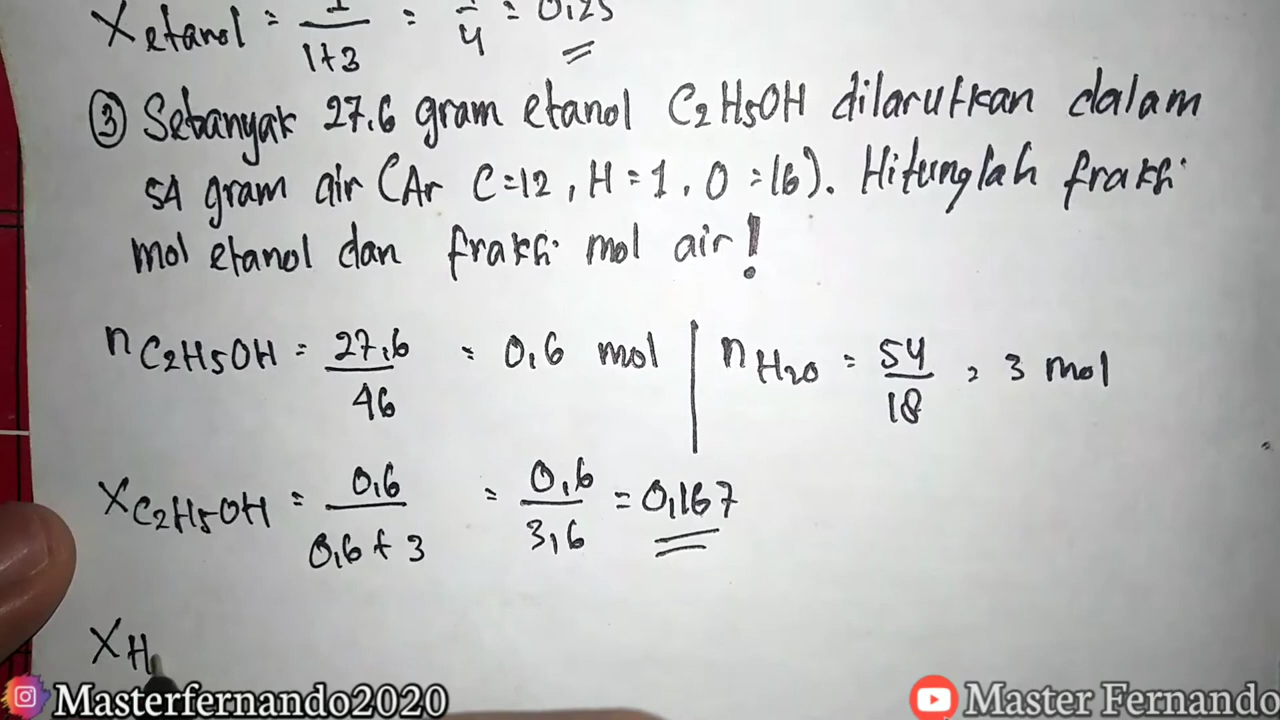 X etanol = 1/1+3 = 1/4 = 0,25
③ Sebanyak 27,6 gram etanol C2H5OH dilarutkan dalam
54 gram air (Ar C=12, H=1, O=16). Hitunglah fraksi
mol etanol dan fraksi mol air!
n C2H5OH = 27,6/46 = 0,6 mol | n H2O = 54/18 = 3 mol
X C2H5OH = 0,6/0,6+3 = 0,6/3,6 = 0,167
X H
Masterfernando2020
Master Fernando